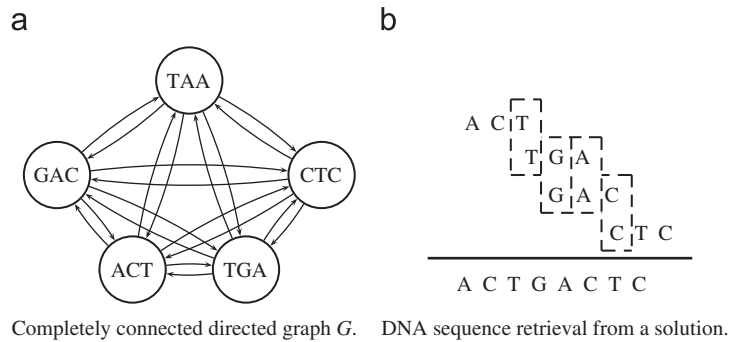 a
TAA
GAC
CTC
ACT
TGA
Completely connected directed graph G.
b
A C T
T G A
G A C
C T C
A C T G A C T C
DNA sequence retrieval from a solution.